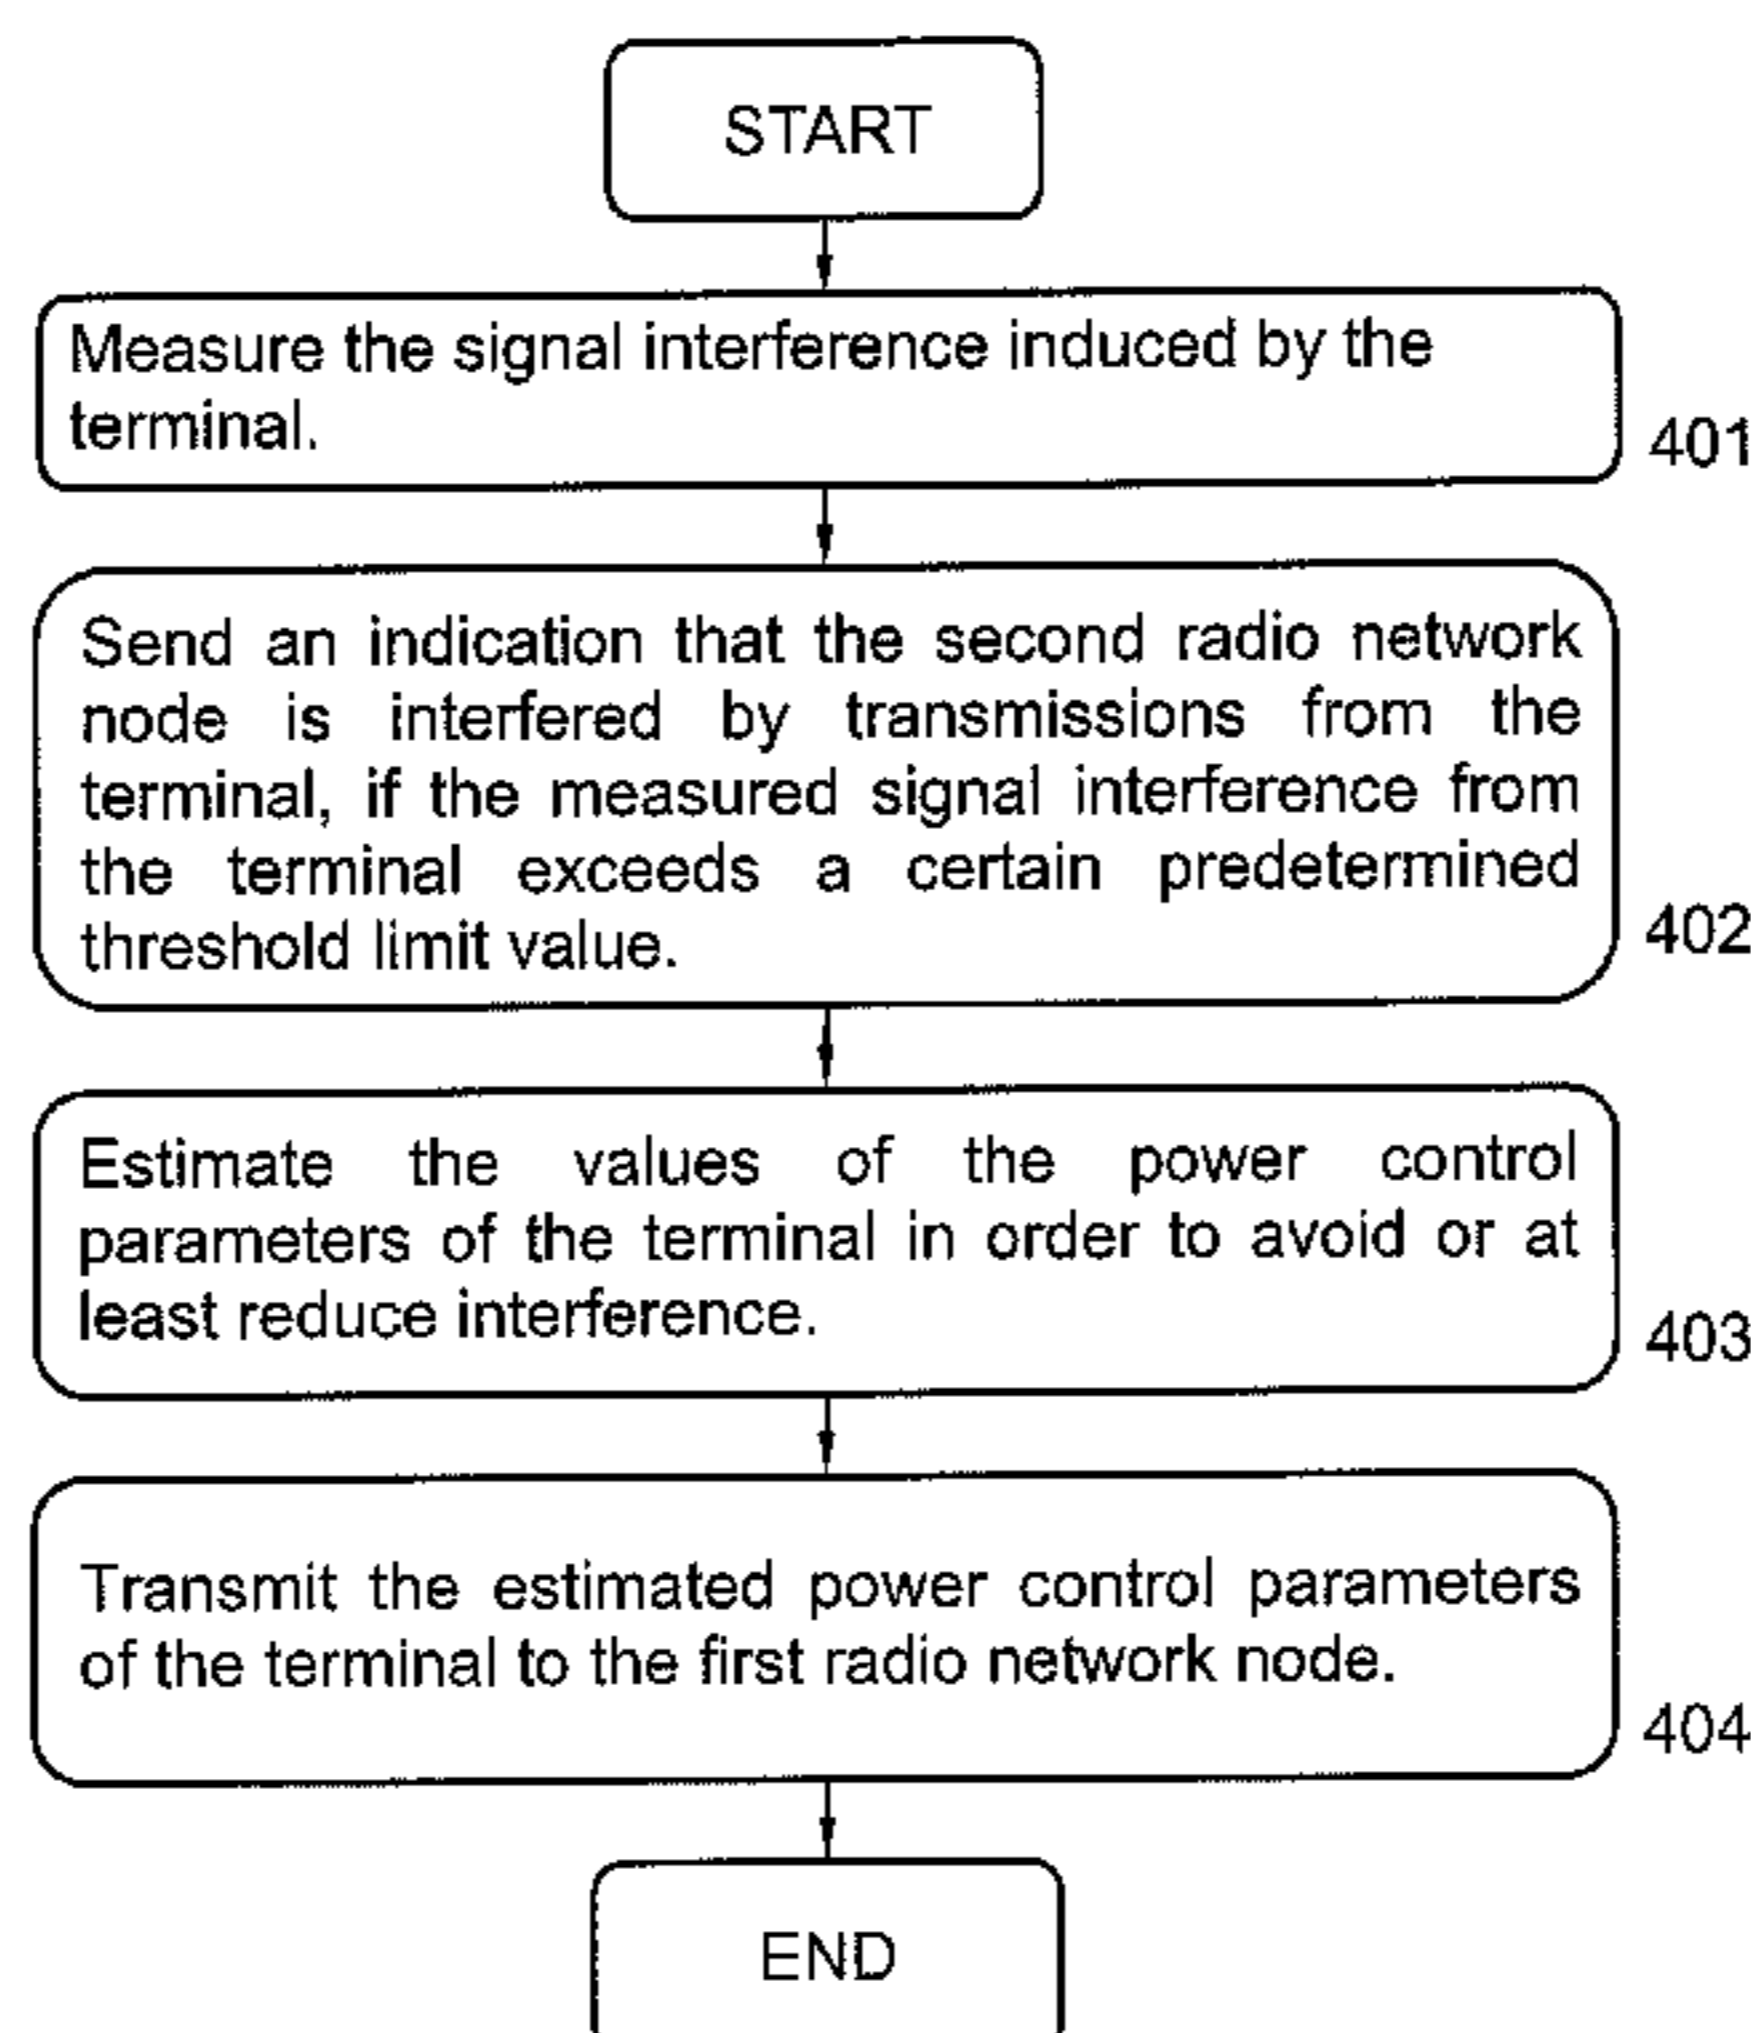 START
Measure the signal interference induced by the
terminal.
401
Send an indication that the second radio network
node is interfered by transmissions from the
terminal, if the measured signal interference from
the terminal exceeds a certain predetermined
threshold limit value.
402
Estimate the values of the power control
parameters of the terminal in order to avoid or at
least reduce interference.
403
Transmit the estimated power control parameters
of the terminal to the first radio network node.
404
END